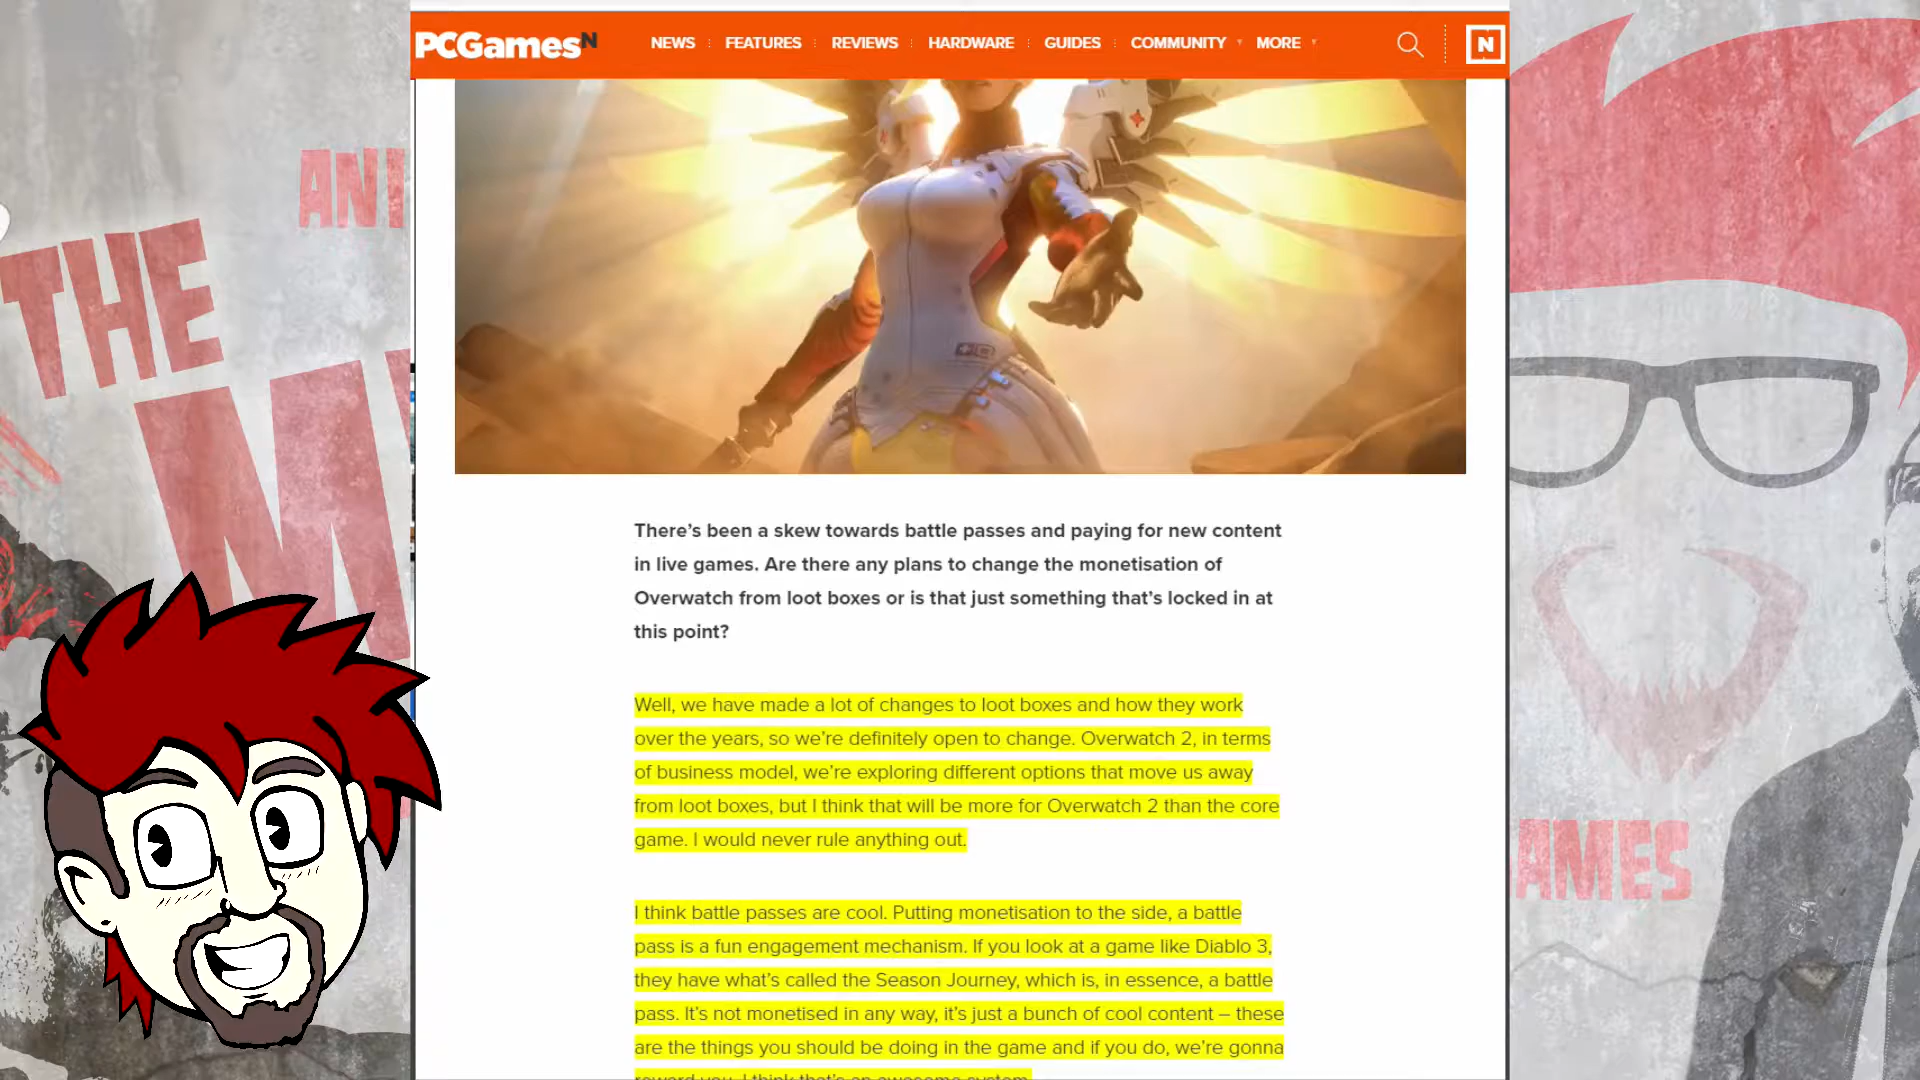 PCGamesN
NEWS FEATURES REVIEWS HARDWARE GUIDES COMMUNITY MORE
N
ANI
THE
There’s been a skew towards battle passes and paying for new content
in live games. Are there any plans to change the monetisation of
Overwatch from loot boxes or is that just something that’s locked in at
this point?
Well, we have made a lot of changes to loot boxes and how they work
over the years, so we’re definitely open to change. Overwatch 2, in terms
of business model, we’re exploring different options that move us away
from loot boxes, but I think that will be more for Overwatch 2 than the core
game. I would never rule anything out.
AMES
I think battle passes are cool. Putting monetisation to the side, a battle
pass is a fun engagement mechanism. If you look at a game like Diablo 3,
they have what’s called the Season Journey, which is, in essence, a battle
pass. It’s not monetised in any way, it’s just a bunch of cool content – these
are the things you should be doing in the game and if you do, we’re gonna
reward you. I think that’s an awesome system.